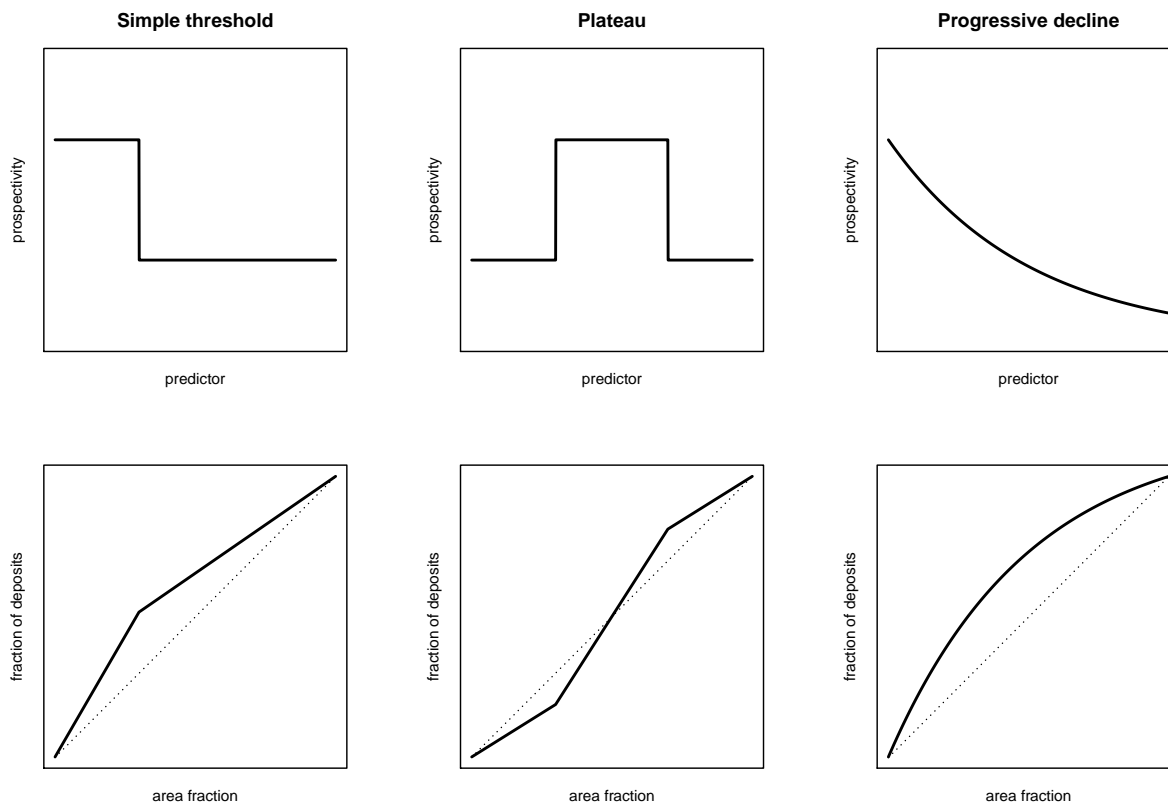 Simple threshold
Plateau
Progressive decline
prospectivity
prospectivity
prospectivity
predictor
predictor
predictor
fraction of deposits
fraction of deposits
fraction of deposits
area fraction
area fraction
area fraction